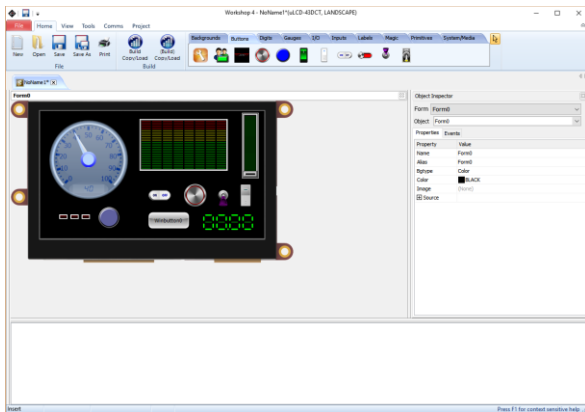 Workshop 4 - NoName1*(uLCD-43DCT, LANDSCAPE)
File Home View Tools Comms Project
New Open Save Save As Print
Build Copy/Load (Build) Copy/Load
File Build
Backgrounds Buttons Digits Gauges I/O Inputs Labels Magic Primitives System/Media
NoName1*
Form0
Winbutton0
Object Inspector
Form Form0
Object Form0
Properties Events
Property Value
Name Form0
Alias Form0
Bgtype Color
Color BLACK
Image (None)
Source
Insert
Press F1 for context sensitive help